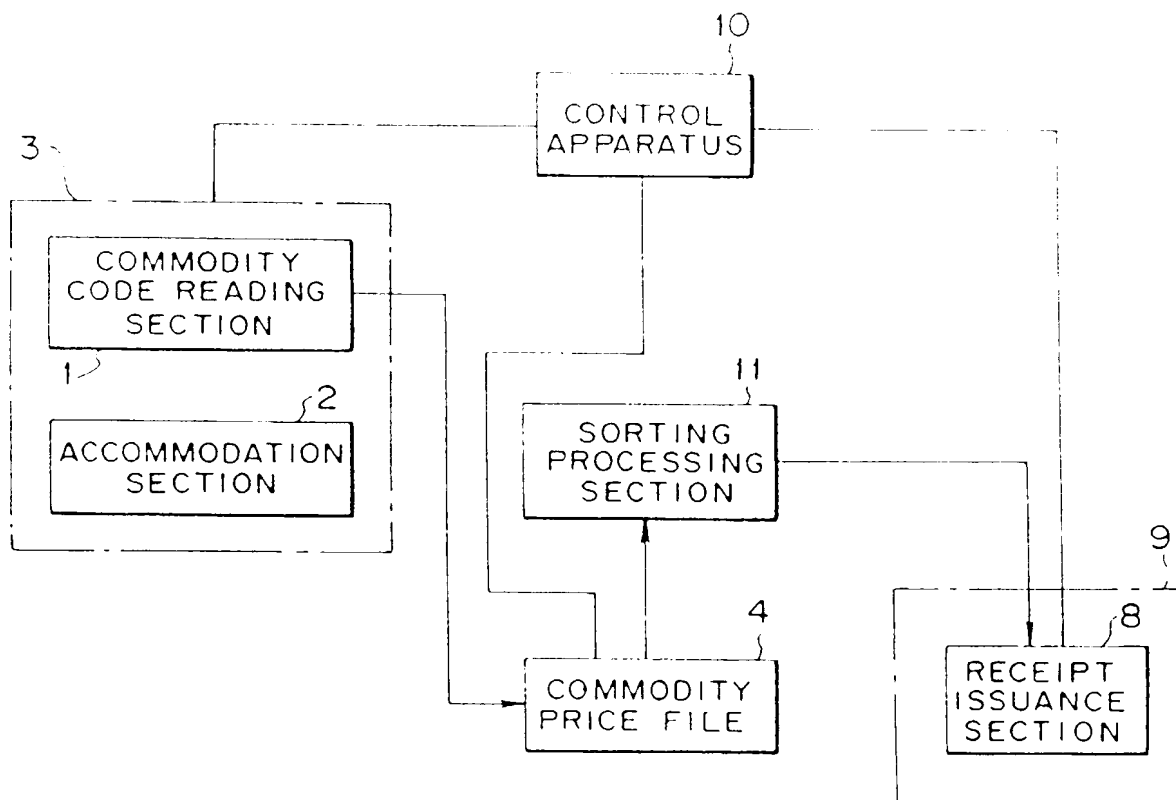 10
CONTROL
APPARATUS
3
COMMODITY
CODE READING
SECTION
1
2
ACCOMMODATION
SECTION
11
SORTING
PROCESSING
SECTION
4
COMMODITY
PRICE FILE
9
8
RECEIPT
ISSUANCE
SECTION